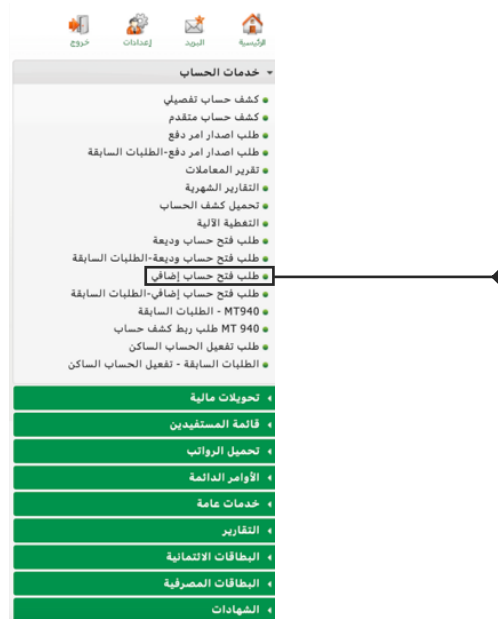 الرئيسية البريد إعدادات خروج
خدمات الحساب
كشف حساب تفصيلي
كشف حساب متقدم
طلب اصدار امر دفع
طلب اصدار امر دفع-الطلبات السابقة
تقرير المعاملات
التقارير الشهرية
تحميل كشف الحساب
التغطية الآلية
طلب فتح حساب وديعة
طلب فتح حساب وديعة-الطلبات السابقة
طلب فتح حساب إضافي
طلب فتح حساب إضافي-الطلبات السابقة
MT940 - الطلبات السابقة
MT 940 طلب ربط كشف حساب
طلب تفعيل الحساب الساكن
الطلبات السابقة - تفعيل الحساب الساكن
تحويلات مالية
قائمة المستفيدين
تحميل الرواتب
الأوامر الدائمة
خدمات عامة
التقارير
البطاقات الائتمانية
البطاقات المصرفية
الشهادات